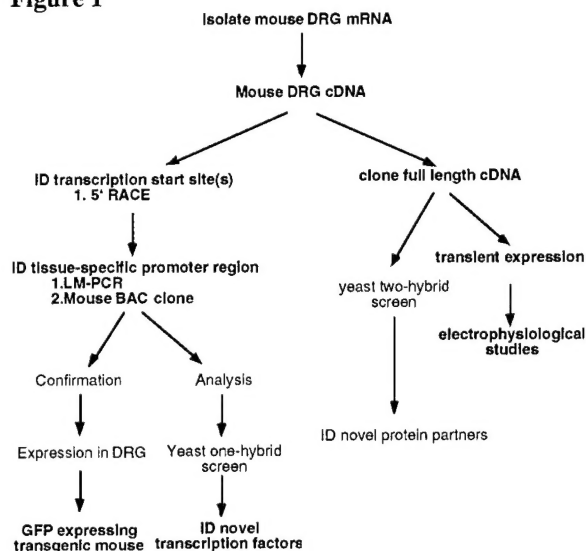 Figure 1
Isolate mouse DRG mRNA
Mouse DRG cDNA
ID transcription start site(s)
1. 5' RACE
clone full length cDNA
ID tissue-specific promoter region
1.LM-PCR
2.Mouse BAC clone
yeast two-hybrid
screen
transient expression
electrophysiological
studies
Confirmation
Analysis
ID novel protein partners
Expression in DRG
Yeast one-hybrid
screen
GFP expressing
transgenic mouse
ID novel
transcription factors